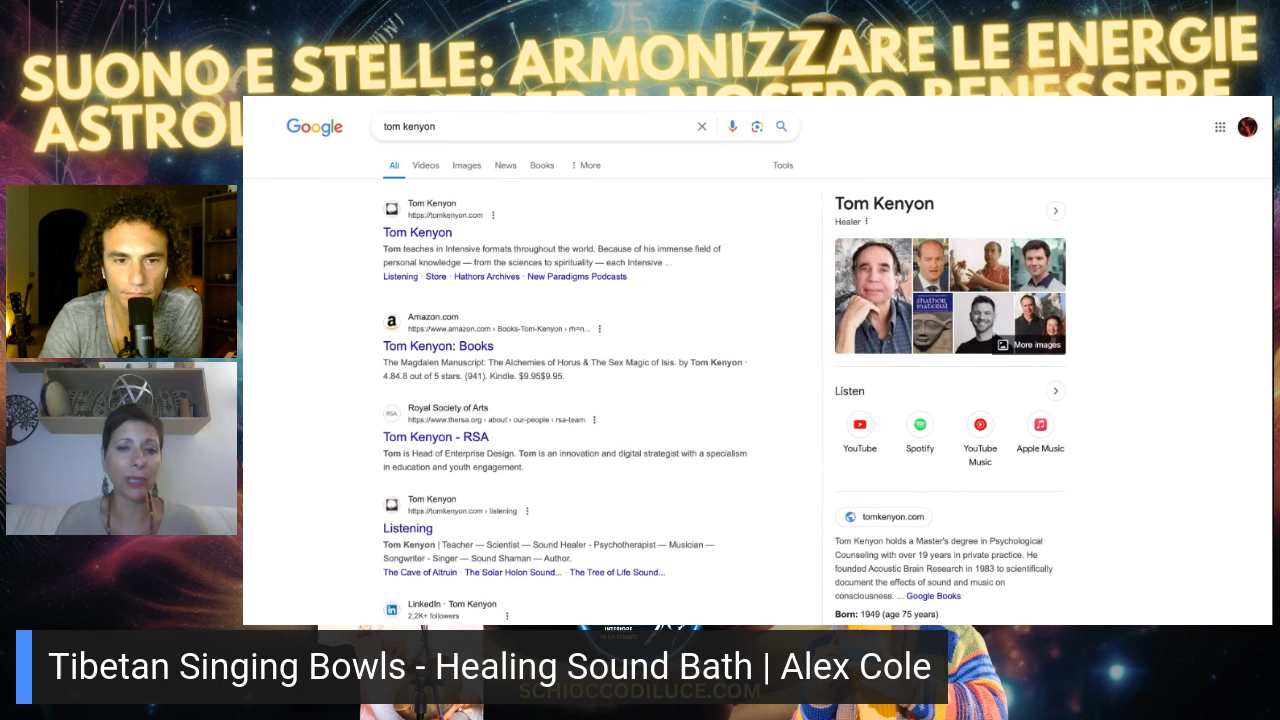 SUONO E STELLE: ARMONIZZARE LE ENERGIE
ASTROL
PER IL NOSTRO BENESSERE
Google
tom kenyon
All Videos Images News Books More Tools
Tom Kenyon
https://tomkenyon.com
Tom Kenyon
Tom teaches in Intensive formats throughout the world. Because of his immense field of
personal knowledge — from the sciences to spirituality — each Intensive ...
Listening · Store · Hathors Archives · New Paradigms Podcasts
a
Amazon.com
https://www.amazon.com › Books-Tom-Kenyon › rh=n...
Tom Kenyon: Books
The Magdalen Manuscript: The Alchemies of Horus & The Sex Magic of Isis. by Tom Kenyon ·
4.84.8 out of 5 stars. (941). Kindle. $9.95$9.95.
RSA
Royal Society of Arts
https://www.thersa.org › about › our-people › rsa-team
Tom Kenyon - RSA
Tom is Head of Enterprise Design. Tom is an innovation and digital strategist with a specialism
in education and youth engagement.
Tom Kenyon
https://tomkenyon.com › listening
Listening
Tom Kenyon | Teacher — Scientist — Sound Healer - Psychotherapist — Musician —
Songwriter - Singer — Sound Shaman — Author.
The Cave of Altruin · The Solar Holon Sound... · The Tree of Life Sound...
in
LinkedIn · Tom Kenyon
2.2K+ followers
Tom Kenyon
Healer
hathor
material
More images
Listen
YouTube Spotify YouTube Music Apple Music
tomkenyon.com
Tom Kenyon holds a Master's degree in Psychological
Counseling with over 19 years in private practice. He
founded Acoustic Brain Research in 1983 to scientifically
document the effects of sound and music on
consciousness. ... Google Books
Born: 1949 (age 75 years)
INTERIORE
Tibetan Singing Bowls - Healing Sound Bath | Alex Cole
SCHIOCCODILUCE.COM